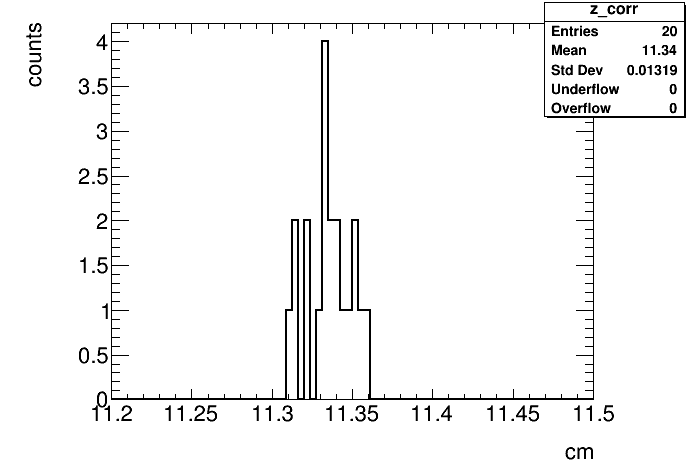 z_corr
Entries 20
Mean 11.34
Std Dev 0.01319
Underflow 0
Overflow 0
counts
4
3.5
3
2.5
2
1.5
1
0.5
0
11.2 11.25 11.3 11.35 11.4 11.45 11.5
cm